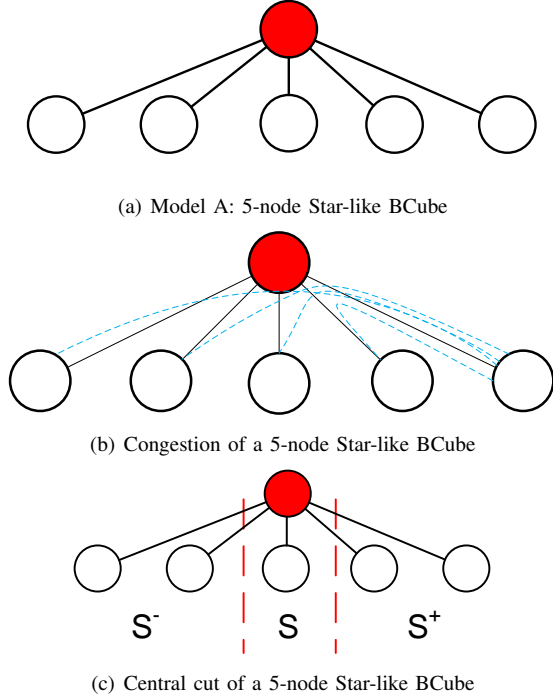 (a) Model A: 5-node Star-like BCube
(b) Congestion of a 5-node Star-like BCube
S- S S+
(c) Central cut of a 5-node Star-like BCube